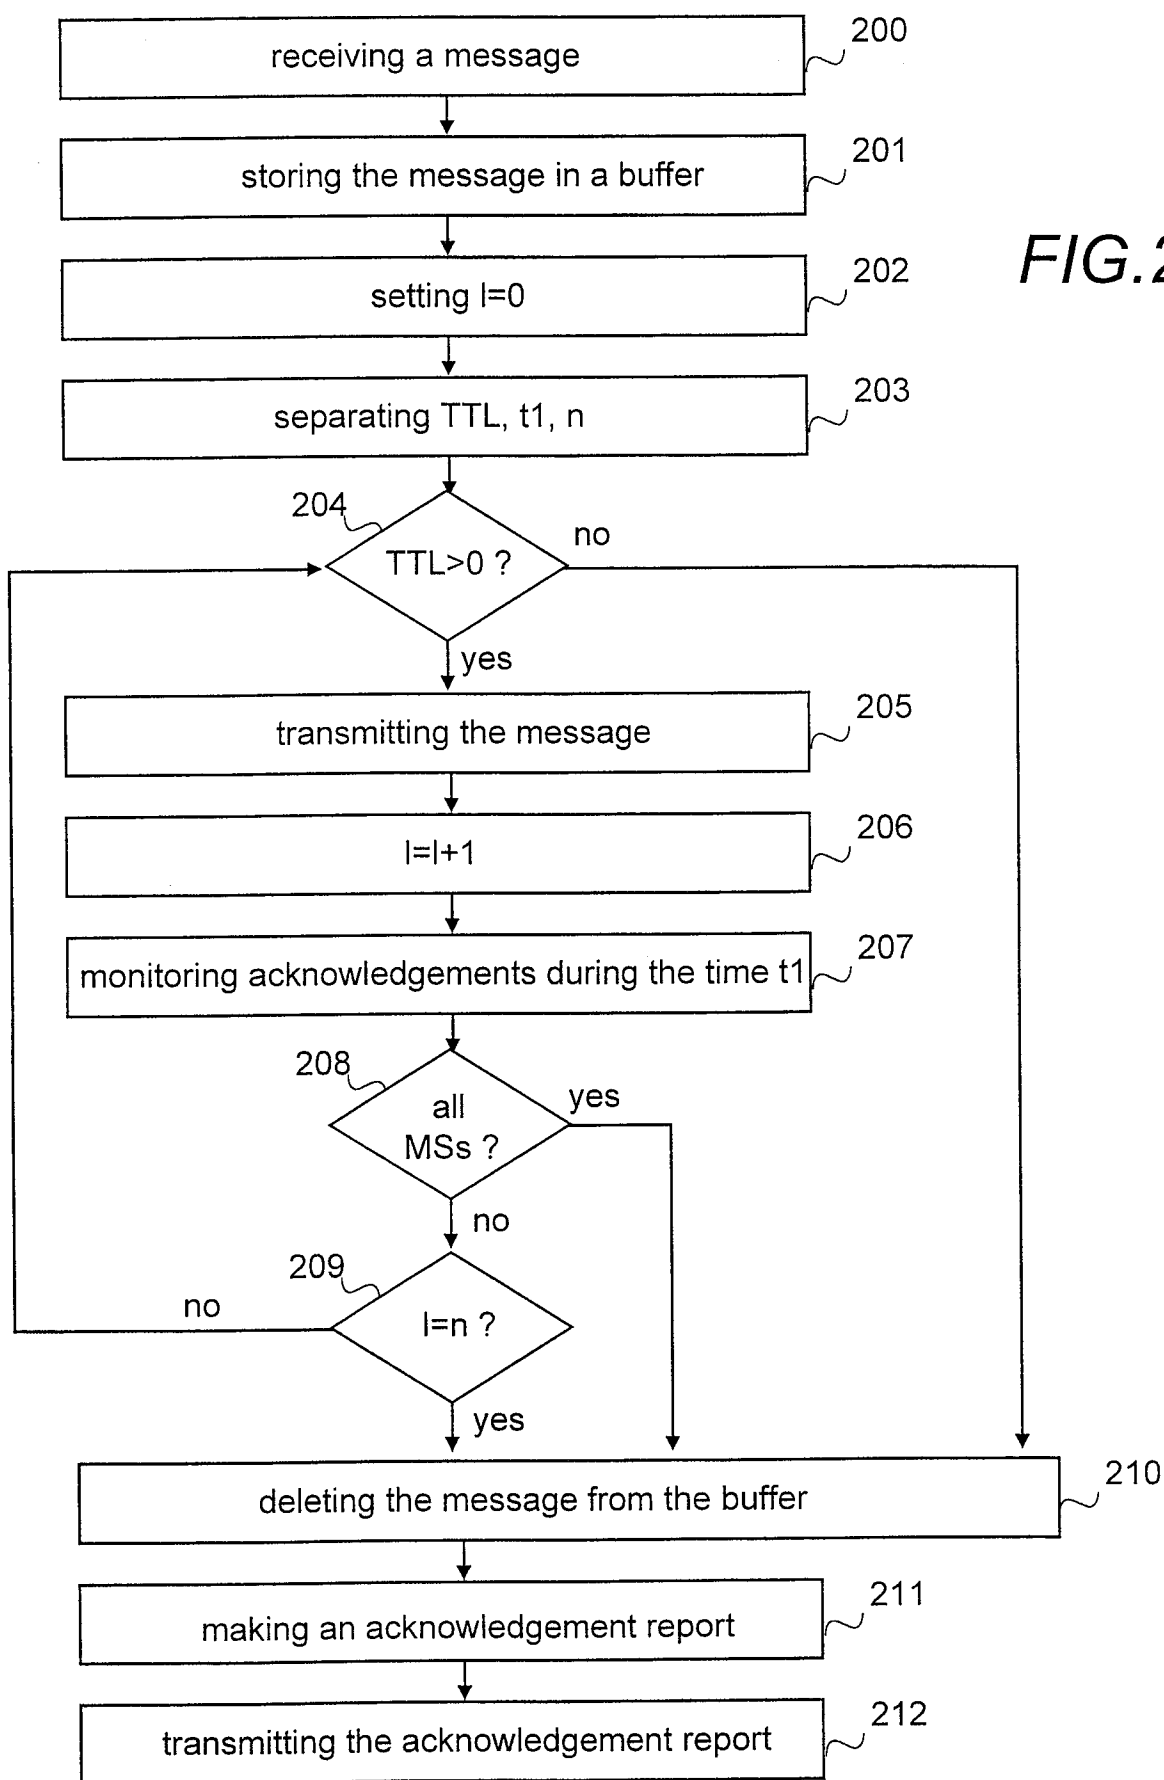 receiving a message
200
storing the message in a buffer
201
FIG.2
setting I=0
202
separating TTL, t1, n
203
204
TTL>0 ?
no
yes
transmitting the message
205
I=I+1
206
monitoring acknowledgements during the time t1
207
208
all
MSs ?
yes
no
209
I=n ?
no
yes
deleting the message from the buffer
210
making an acknowledgement report
211
transmitting the acknowledgement report
212